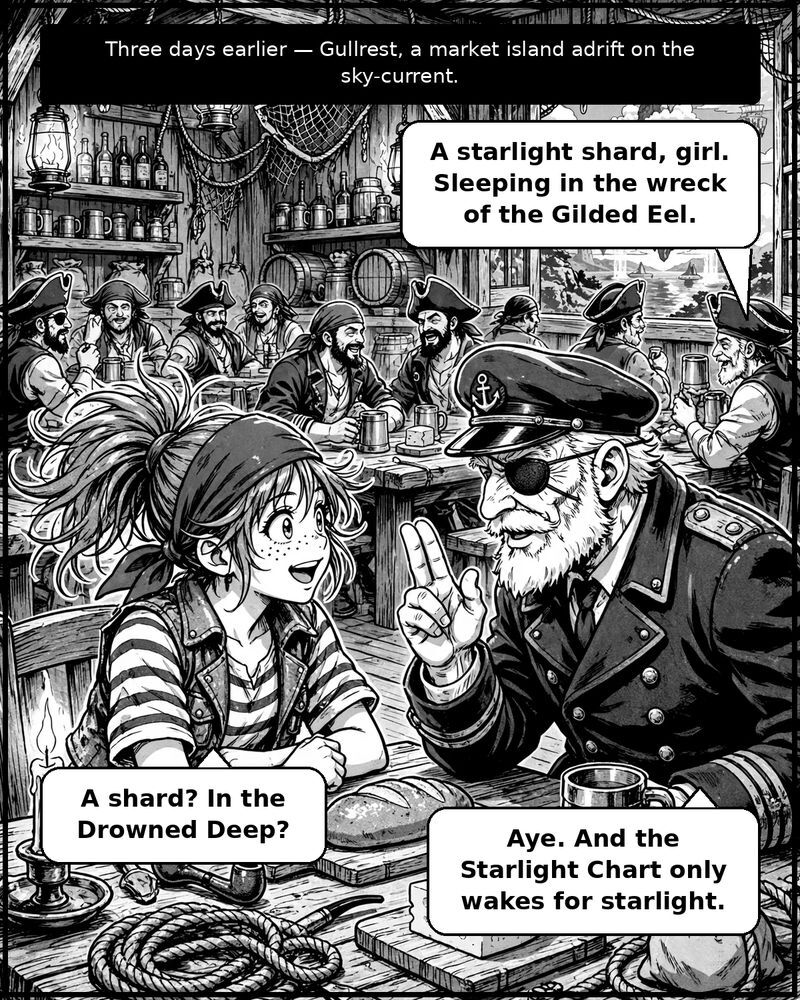 Three days earlier — Gullrest, a market island adrift on the
sky-current.
A starlight shard, girl.
Sleeping in the wreck
of the Gilded Eel.
A shard? In the
Drowned Deep?
Aye. And the
Starlight Chart only
wakes for starlight.